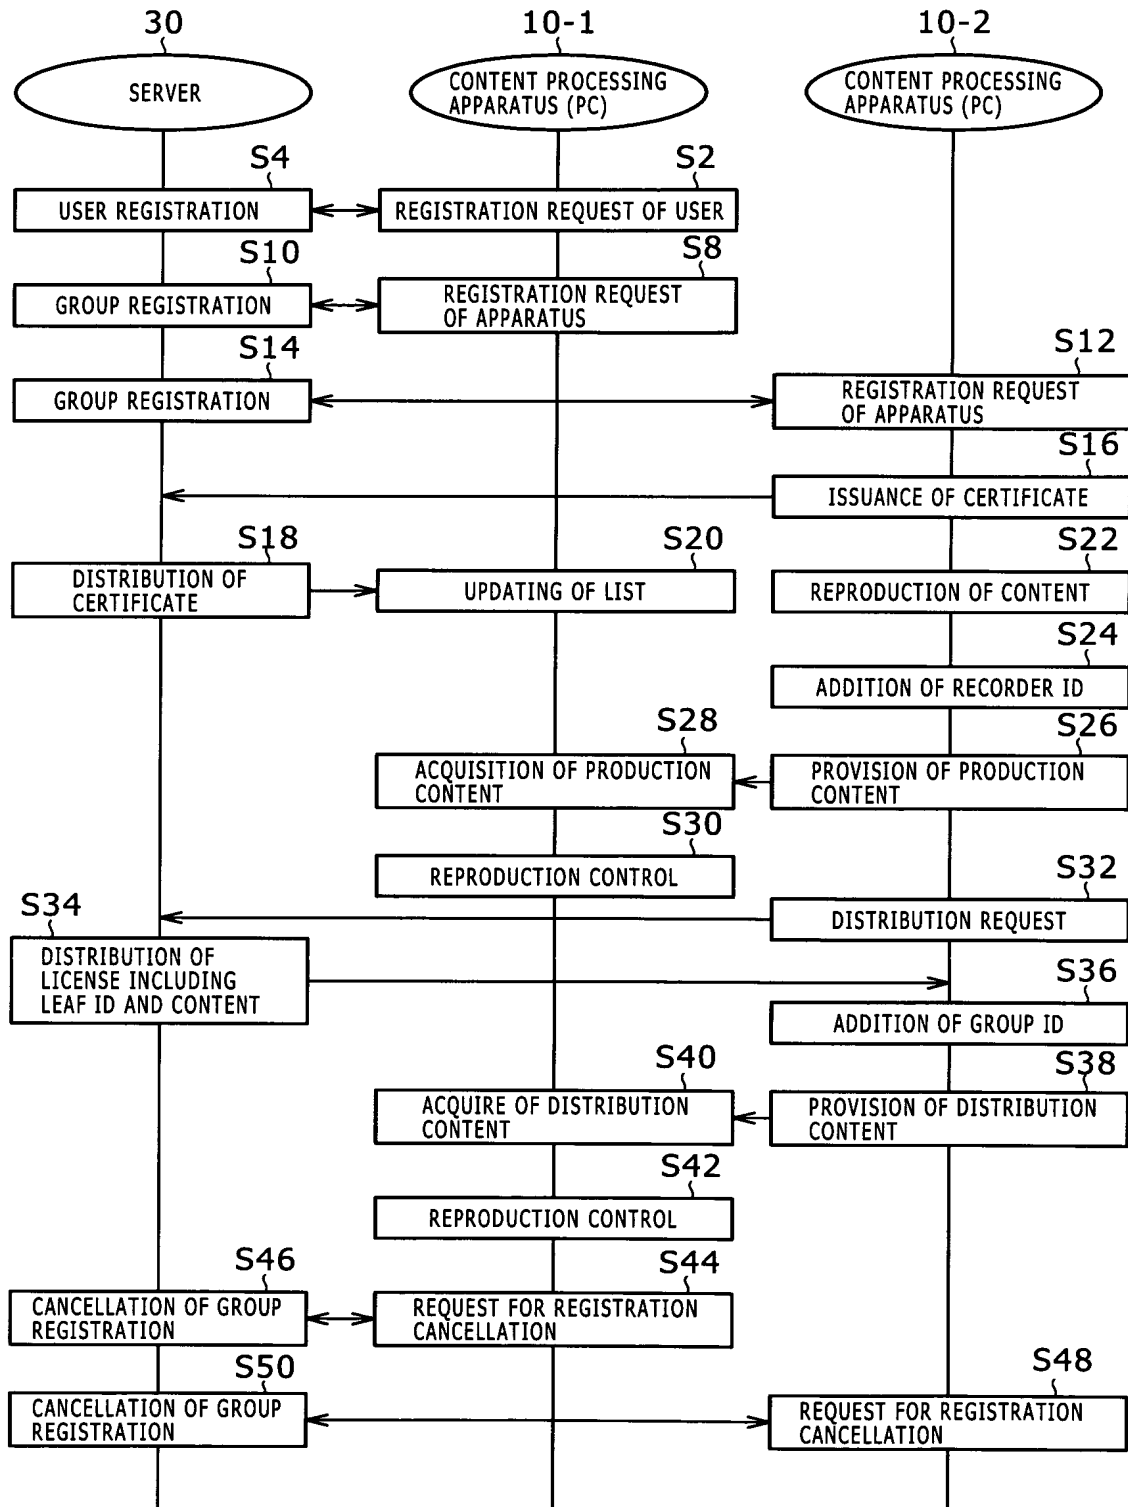 30
10-1
10-2
SERVER
CONTENT PROCESSING
APPARATUS (PC)
CONTENT PROCESSING
APPARATUS (PC)
S4
S2
USER REGISTRATION
REGISTRATION REQUEST OF USER
S10
S8
GROUP REGISTRATION
REGISTRATION REQUEST
OF APPARATUS
S14
S12
GROUP REGISTRATION
REGISTRATION REQUEST
OF APPARATUS
S16
ISSUANCE OF CERTIFICATE
S18
S20
S22
DISTRIBUTION OF
CERTIFICATE
UPDATING OF LIST
REPRODUCTION OF CONTENT
S24
ADDITION OF RECORDER ID
S28
S26
ACQUISITION OF PRODUCTION
CONTENT
PROVISION OF PRODUCTION
CONTENT
S30
REPRODUCTION CONTROL
S32
DISTRIBUTION REQUEST
S34
DISTRIBUTION OF
LICENSE INCLUDING
LEAF ID AND CONTENT
S36
ADDITION OF GROUP ID
S40
S38
ACQUIRE OF DISTRIBUTION
CONTENT
PROVISION OF DISTRIBUTION
CONTENT
S42
REPRODUCTION CONTROL
S46
S44
CANCELLATION OF GROUP
REGISTRATION
REQUEST FOR REGISTRATION
CANCELLATION
S50
S48
CANCELLATION OF GROUP
REGISTRATION
REQUEST FOR REGISTRATION
CANCELLATION